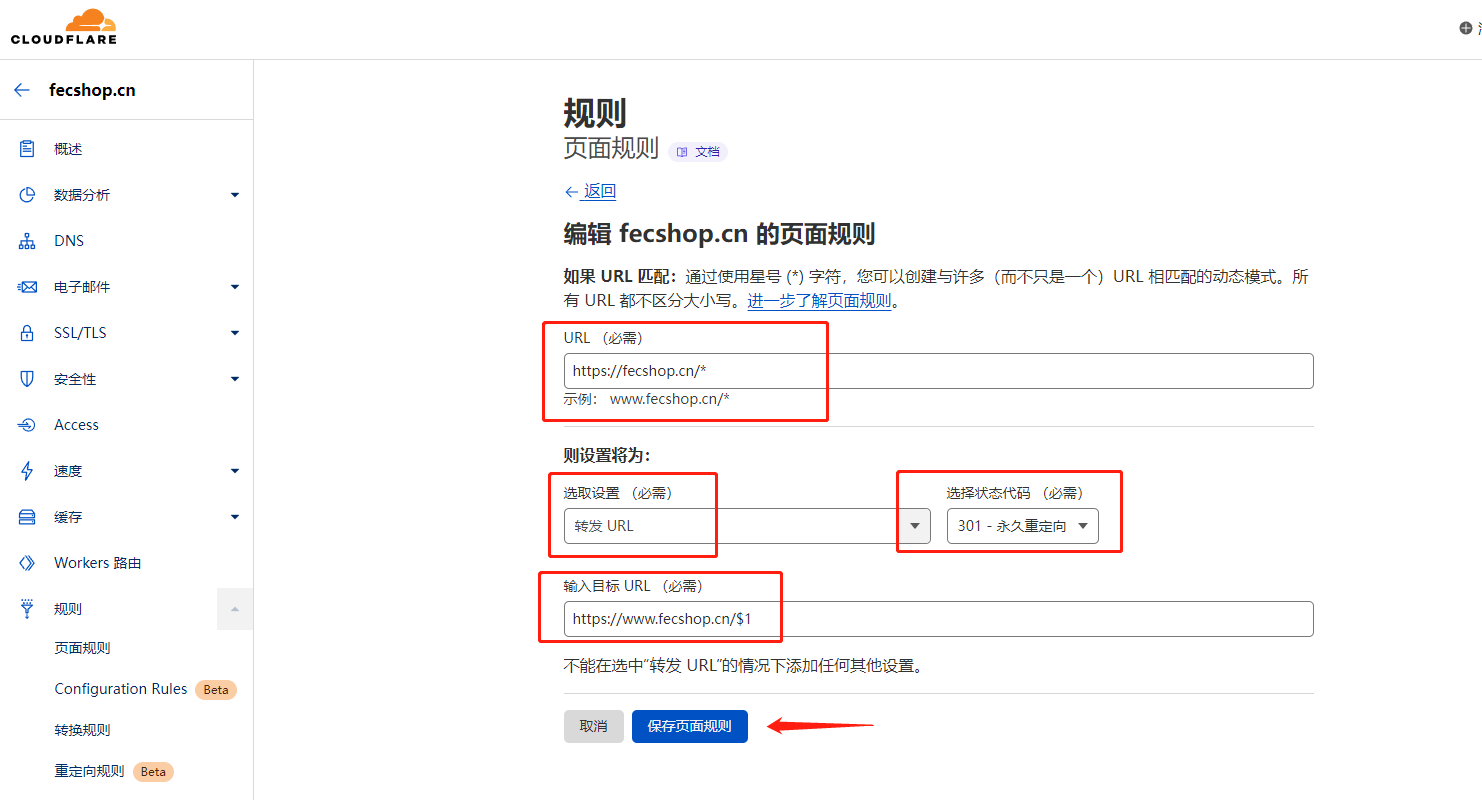 CLOUDFLARE
fecshop.cn
概述
数据分析
DNS
电子邮件
SSL/TLS
安全性
Access
速度
缓存
Workers 路由
规则
页面规则
Configuration Rules Beta
转换规则
重定向规则 Beta
规则
页面规则 文档
返回
编辑 fecshop.cn 的页面规则
如果 URL 匹配：通过使用星号 (*) 字符，您可以创建与许多（而不只是一个）URL 相匹配的动态模式。所
有 URL 都不区分大小写。进一步了解页面规则。
URL （必需）
https://fecshop.cn/*
示例： www.fecshop.cn/*
则设置将为：
选取设置 （必需） 选择状态代码 （必需）
转发 URL 301 - 永久重定向
输入目标 URL （必需）
https://www.fecshop.cn/$1
不能在选中“转发 URL”的情况下添加任何其他设置。
取消 保存页面规则